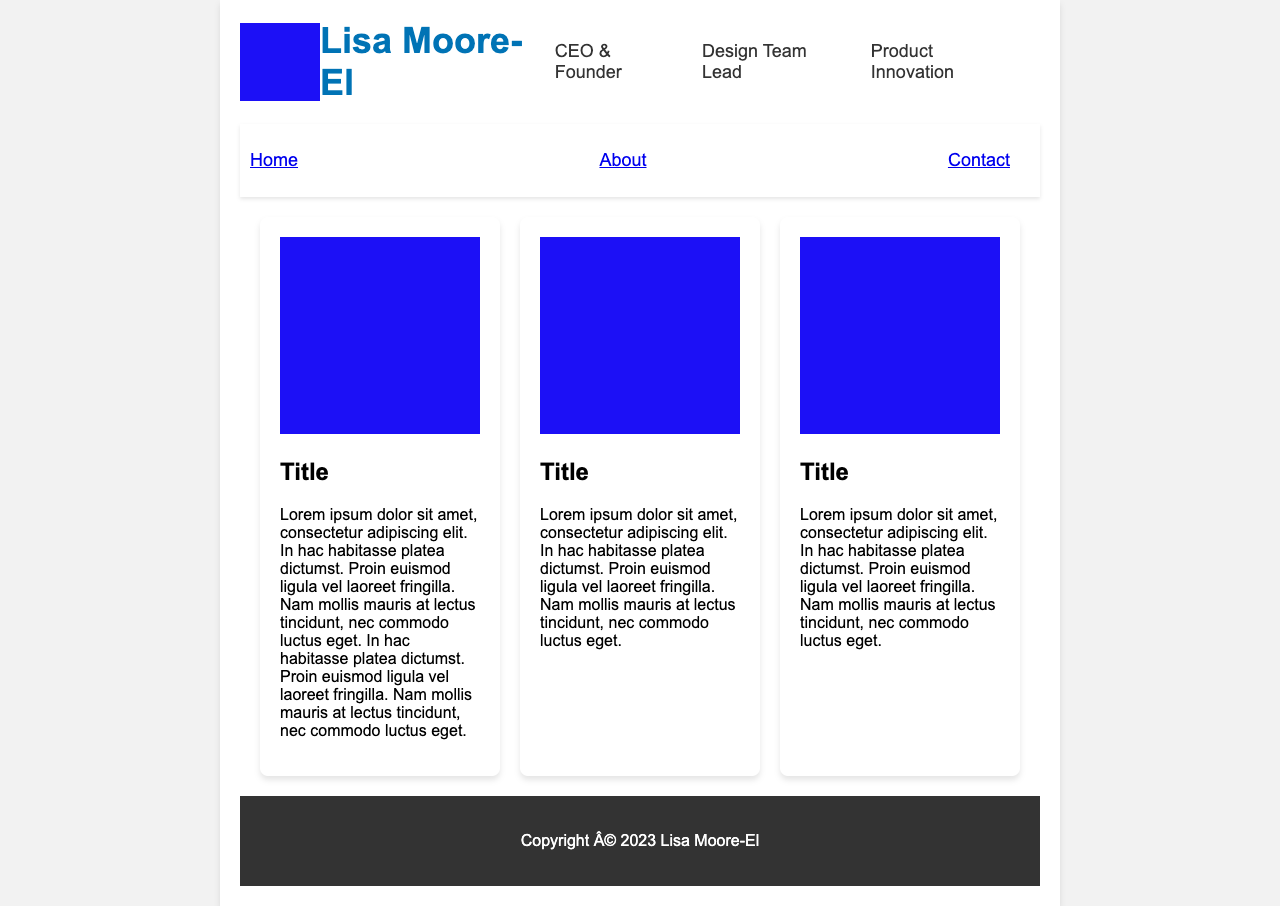 Lisa Moore-
El
CEO &
Founder
Design Team
Lead
Product
Innovation
Home
About
Contact
Title
Lorem ipsum dolor sit amet,
consectetur adipiscing elit.
In hac habitasse platea
dictumst. Proin euismod
ligula vel laoreet fringilla.
Nam mollis mauris at lectus
tincidunt, nec commodo
luctus eget. In hac
habitasse platea dictumst.
Proin euismod ligula vel
laoreet fringilla. Nam mollis
mauris at lectus tincidunt,
nec commodo luctus eget.
Title
Lorem ipsum dolor sit amet,
consectetur adipiscing elit.
In hac habitasse platea
dictumst. Proin euismod
ligula vel laoreet fringilla.
Nam mollis mauris at lectus
tincidunt, nec commodo
luctus eget.
Title
Lorem ipsum dolor sit amet,
consectetur adipiscing elit.
In hac habitasse platea
dictumst. Proin euismod
ligula vel laoreet fringilla.
Nam mollis mauris at lectus
tincidunt, nec commodo
luctus eget.
Copyright Â© 2023 Lisa Moore-El